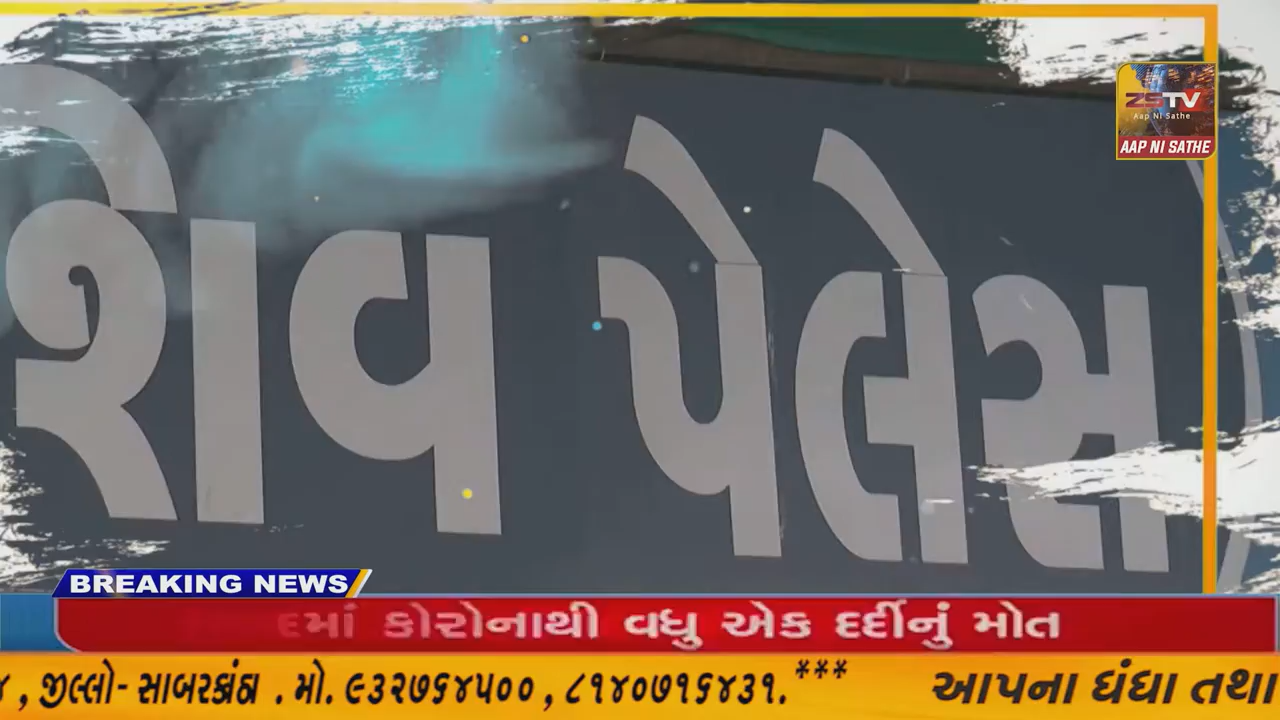 શિવ પેલેસ
ZSTV
Aap Ni Sathe
AAP NI SATHE
BREAKING NEWS
કોરોનાથી વધુ એક દર્દીનું મોત
, જીલ્લો- સાબરકાંઠા . મો. ૯૩૨૭૬૪૫૦૦ , ૮૧૪૦૭૧૬૪૩૧.*** આપના ધંધા તથા